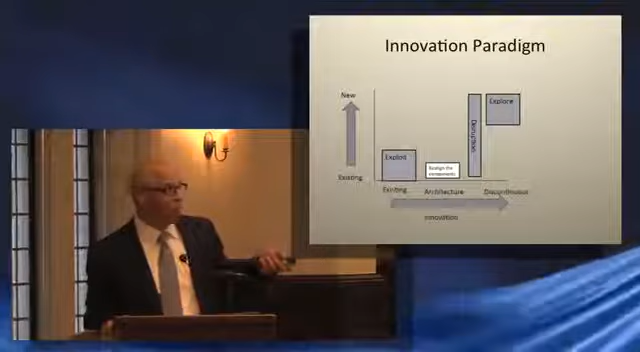 Innovation Paradigm
New
Explore
Disruption
Exploit
Realign the
components
Existing
Existing
Architecture
Discontinuous
Innovation